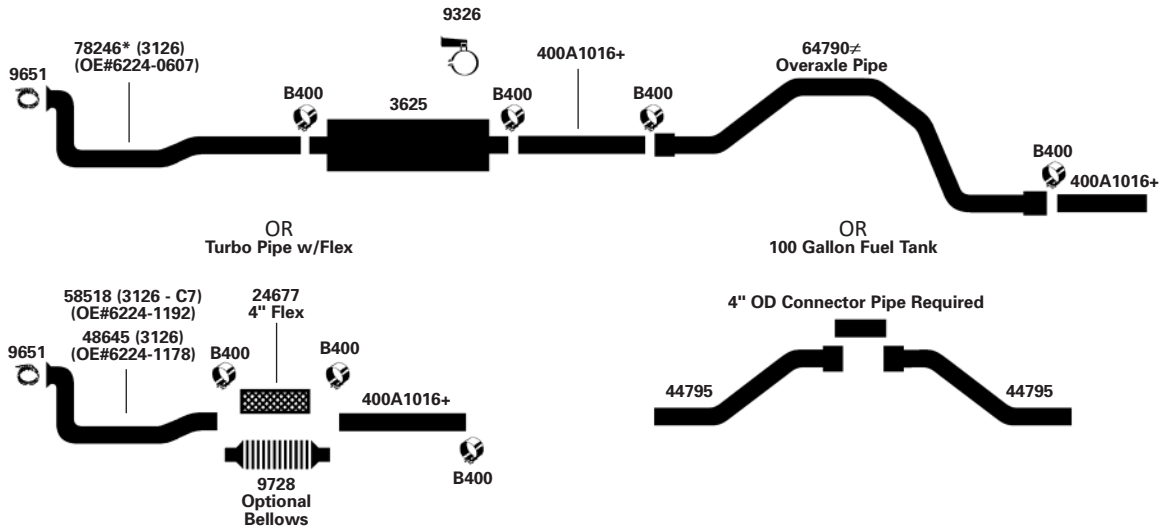 9326
78246* (3126)
(OE#6224-0607)
400A1016+
64790≠
Overaxle Pipe
9651
B400
3625
B400
B400
B400
400A1016+
OR
Turbo Pipe w/Flex
OR
100 Gallon Fuel Tank
58518 (3126 - C7)
(OE#6224-1192)
24677
4" Flex
4" OD Connector Pipe Required
48645 (3126)
(OE#6224-1178)
9651
B400
B400
400A1016+
44795
44795
B400
9728
Optional
Bellows